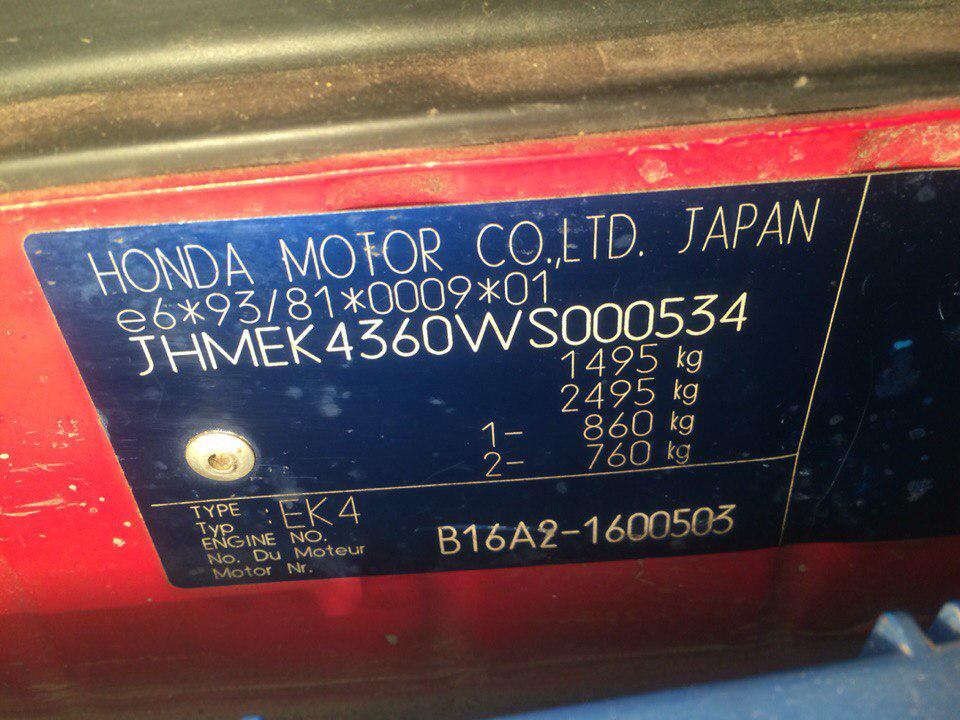 HONDA MOTOR CO.,LTD. JAPAN
e6*93/81*0009*01
JHMEK4360WS000534
1495 kg
2495 kg
1- 860 kg
2- 760 kg
TYPE
Typ : EK4
ENGINE NO.
No. Du Moteur
Motor Nr.
B16A2-1600503